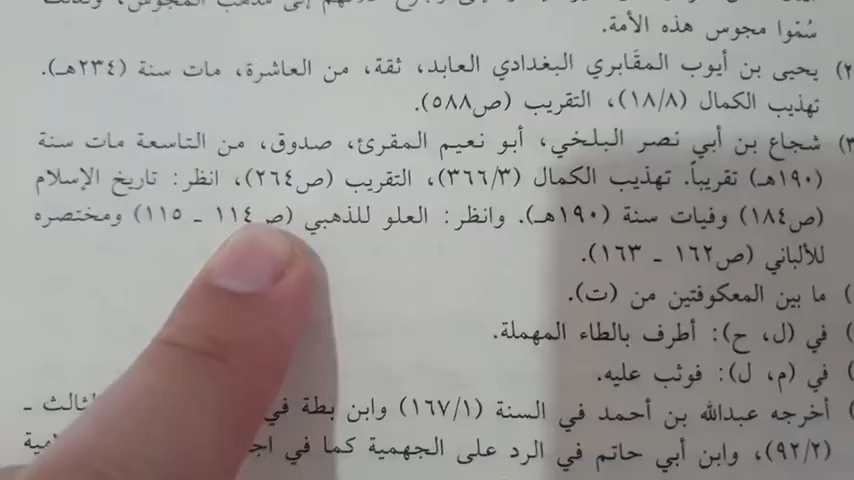 سُمّوا مجوس هذه الأمة.
٢) يحيى بن أيوب المقَابري البغدادي العابد، ثقة، من العاشرة، مات سنة (٢٣٤هـ).
تهذيب الكمال (١٨/٨)، التقريب (ص٥٨٨).
٣) شجاع بن أبي نصر البلخي، أبو نعيم المقرئ، صدوق، من التاسعة مات سنة
(١٩٠هـ) تقريباً. تهذيب الكمال (٣٦٦/٣)، التقريب (ص٢٦٤)، انظر: تاريخ الإسلام
(ص١٨٤) وفيات سنة (١٩٠هـ). وانظر: العلو للذهبي (ص١١٤ ـ ١١٥) ومختصره
للألباني (ص١٦٢ ـ ١٦٣).
) ما بين المعكوفتين من (ت).
) في (ل، ح): أطرف بالطاء المهملة.
) في (م، ل): فوثب عليه.
) أخرجه عبدالله بن أحمد في السنة (١٦٧/١) وابن بطة في الثالث ـ
(٩٢/٢)، وابن أبي حاتم في الرد على الجهمية كما في